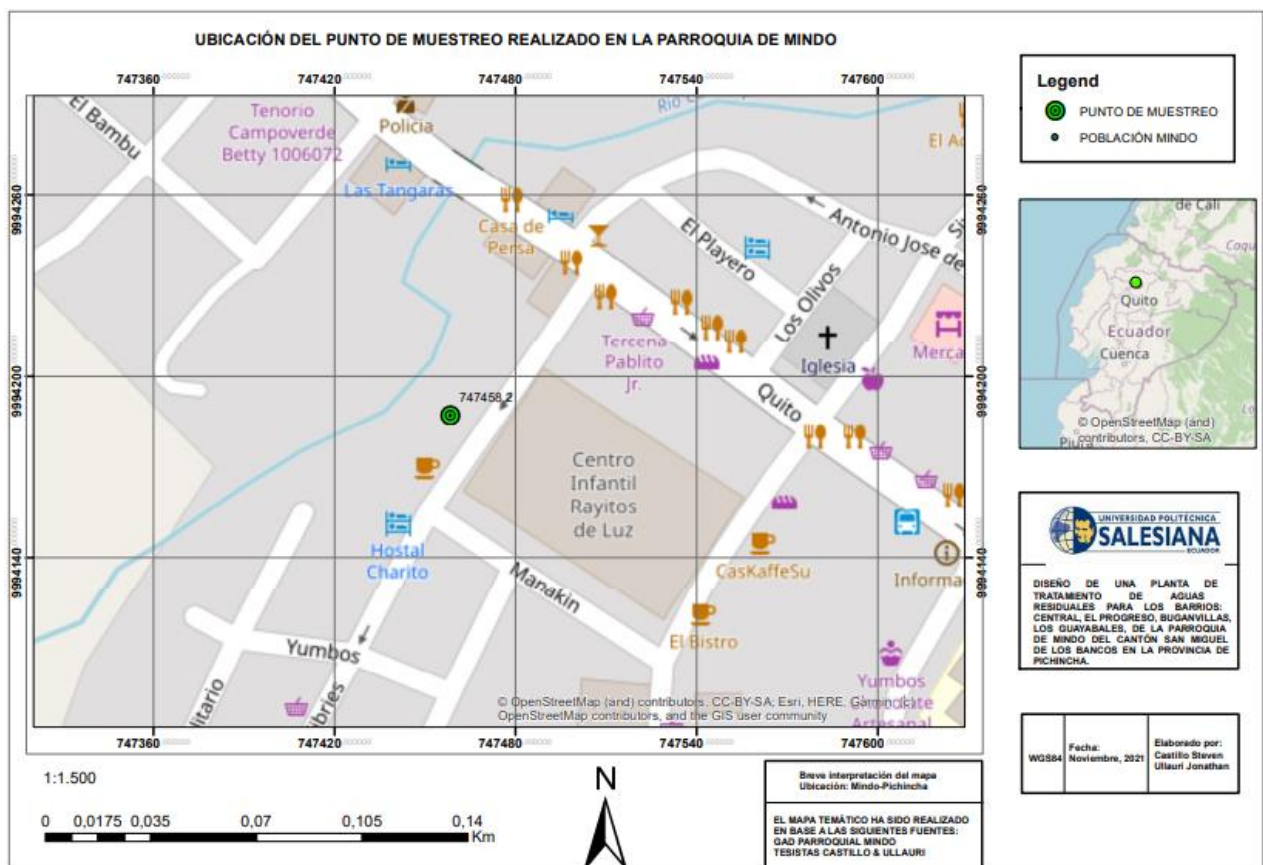 UBICACIÓN DEL PUNTO DE MUESTREO REALIZADO EN LA PARROQUIA DE MINDO
747360 747420 747480 747540 747600
9994260
9994200
9994140
El Bambu
Tenorio
Campoverde
Betty 1006072
Policía
Las Tangaras
Casa de
Persa
El Playero
Antonio Jose de
Los Olivos
Iglesia
Merca
Tercena
Pablito
Jr.
Quito
747458,2
Centro
Infantil
Rayitos
de Luz
Hostal
Charito
Manakin
CasKaffeSu
Informa
El Bistro
Yumbos
Yumbos
© OpenStreetMap (and) contributors, CC-BY-SA, Esri, HERE, Garmin, (c)
OpenStreetMap contributors, and the GIS user community
9994260
9994200
9994140
747360 747420 747480 747540 747600
1:1.500
0 0,0175 0,035 0,07 0,105 0,14
Km
N
Breve interpretación del mapa
Ubicación: Mindo-Pichincha
EL MAPA TEMÁTICO HA SIDO REALIZADO
EN BASE A LAS SIGUIENTES FUENTES:
GAD PARROQUIAL MINDO
TESISTAS CASTILLO & ULLAURI
Legend
PUNTO DE MUESTREO
POBLACIÓN MINDO
de Cali
Quito
Ecuador
Cuenca
© OpenStreetMap (and)
contributors, CC-BY-SA
UNIVERSIDAD POLITÉCNICA
SALESIANA
ECUADOR
DISEÑO DE UNA PLANTA DE
TRATAMIENTO DE AGUAS
RESIDUALES PARA LOS BARRIOS:
CENTRAL, EL PROGRESO, BUGANVILLAS,
LOS GUAYABALES, DE LA PARROQUIA
DE MINDO DEL CANTÓN SAN MIGUEL
DE LOS BANCOS EN LA PROVINCIA DE
PICHINCHA.
WGS84
Fecha:
Noviembre, 2021
Elaborado por:
Castillo Steven
Ullauri Jonathan